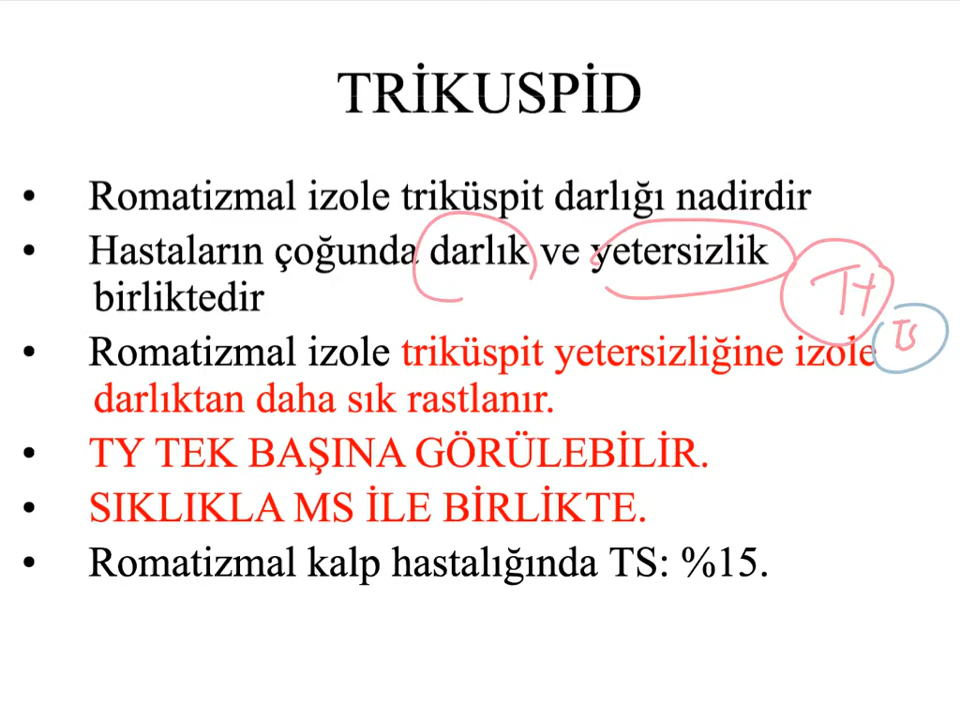 TRİKUSPİD
• Romatizmal izole triküspit darlığı nadirdir
• Hastaların çoğunda darlık ve yetersizlik
birliktedir
• Romatizmal izole triküspit yetersizliğine izole
darlıktan daha sık rastlanır.
• TY TEK BAŞINA GÖRÜLEBİLİR.
• SIKLIKLA MS İLE BİRLİKTE.
• Romatizmal kalp hastalığında TS: %15.
TS